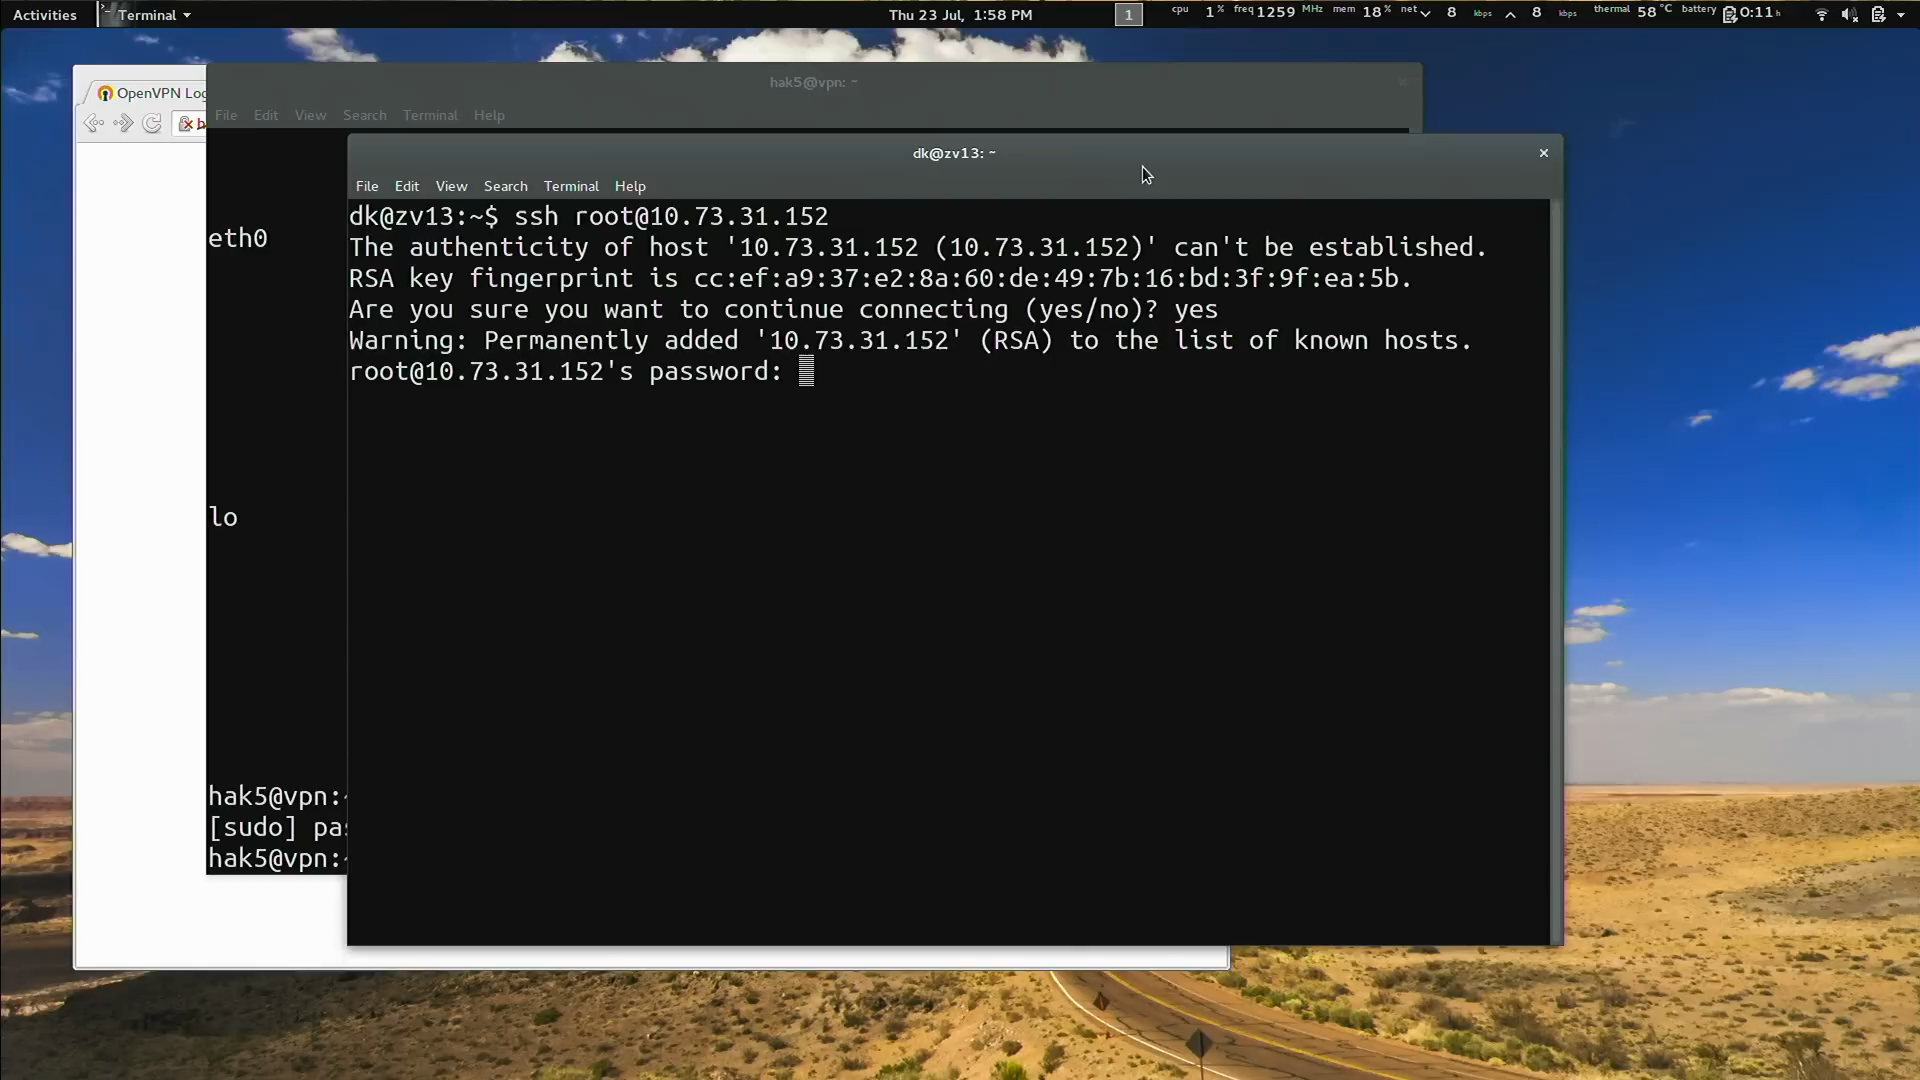 Activities Terminal Thu 23 Jul, 1:58 PM 1 cpu 1% freq 1259 MHz mem 18% net 8 kbps 8 kbps thermal 58°C battery 0:11h
OpenVPN Log
hak5@vpn: ~
File Edit View Search Terminal Help
dk@zv13: ~
File Edit View Search Terminal Help
dk@zv13:~$ ssh root@10.73.31.152
The authenticity of host '10.73.31.152 (10.73.31.152)' can't be established.
RSA key fingerprint is cc:ef:a9:37:e2:8a:60:de:49:7b:16:bd:3f:9f:ea:5b.
Are you sure you want to continue connecting (yes/no)? yes
Warning: Permanently added '10.73.31.152' (RSA) to the list of known hosts.
root@10.73.31.152's password:
eth0
lo
hak5@vpn:~
[sudo] pas
hak5@vpn:~